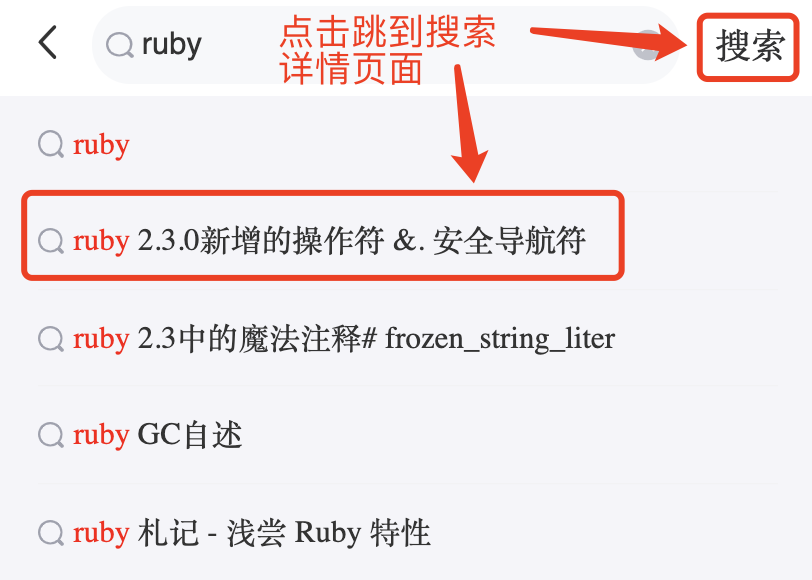 ruby
点击跳到搜索
详情页面
搜索
ruby
ruby 2.3.0新增的操作符 &. 安全导航符
ruby 2.3中的魔法注释# frozen_string_liter
ruby GC自述
ruby 札记 - 浅尝 Ruby 特性